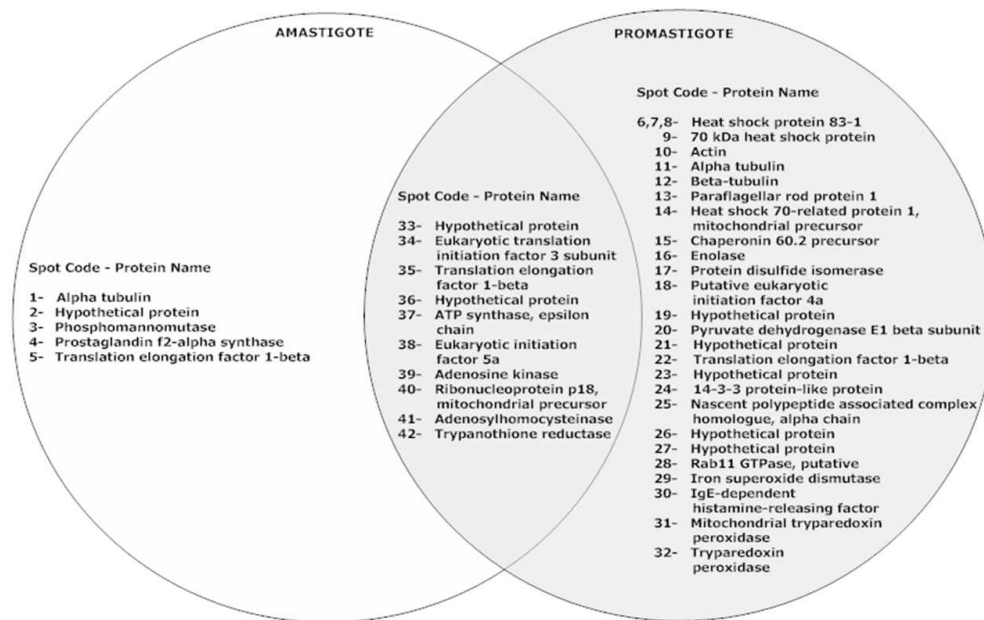 AMASTIGOTE
PROMASTIGOTE
Spot Code - Protein Name
1- Alpha tubulin
2- Hypothetical protein
3- Phosphomannomutase
4- Prostaglandin f2-alpha synthase
5- Translation elongation factor 1-beta
Spot Code - Protein Name
33- Hypothetical protein
34- Eukaryotic translation
initiation factor 3 subunit
35- Translation elongation
factor 1-beta
36- Hypothetical protein
37- ATP synthase, epsilon
chain
38- Eukaryotic initiation
factor 5a
39- Adenosine kinase
40- Ribonucleoprotein p18,
mitochondrial precursor
41- Adenosylhomocysteinase
42- Trypanothione reductase
Spot Code - Protein Name
6,7,8- Heat shock protein 83-1
9- 70 kDa heat shock protein
10- Actin
11- Alpha tubulin
12- Beta-tubulin
13- Paraflagellar rod protein 1
14- Heat shock 70-related protein 1,
mitochondrial precursor
15- Chaperonin 60.2 precursor
16- Enolase
17- Protein disulfide isomerase
18- Putative eukaryotic
initiation factor 4a
19- Hypothetical protein
20- Pyruvate dehydrogenase E1 beta subunit
21- Hypothetical protein
22- Translation elongation factor 1-beta
23- Hypothetical protein
24- 14-3-3 protein-like protein
25- Nascent polypeptide associated complex
homologue, alpha chain
26- Hypothetical protein
27- Hypothetical protein
28- Rab11 GTPase, putative
29- Iron superoxide dismutase
30- IgE-dependent
histamine-releasing factor
31- Mitochondrial tryparedoxin
peroxidase
32- Tryparedoxin
peroxidase